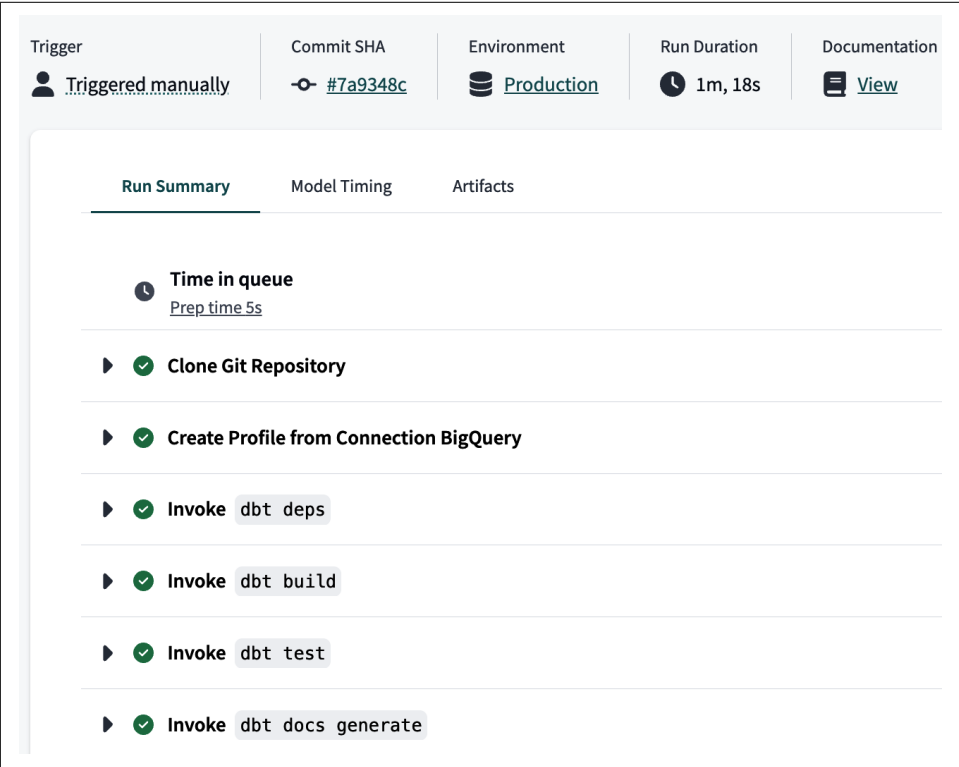 Trigger Commit SHA Environment Run Duration Documentation
Triggered manually #7a9348c Production 1m, 18s View
Run Summary Model Timing Artifacts
Time in queue
Prep time 5s
Clone Git Repository
Create Profile from Connection BigQuery
Invoke dbt deps
Invoke dbt build
Invoke dbt test
Invoke dbt docs generate